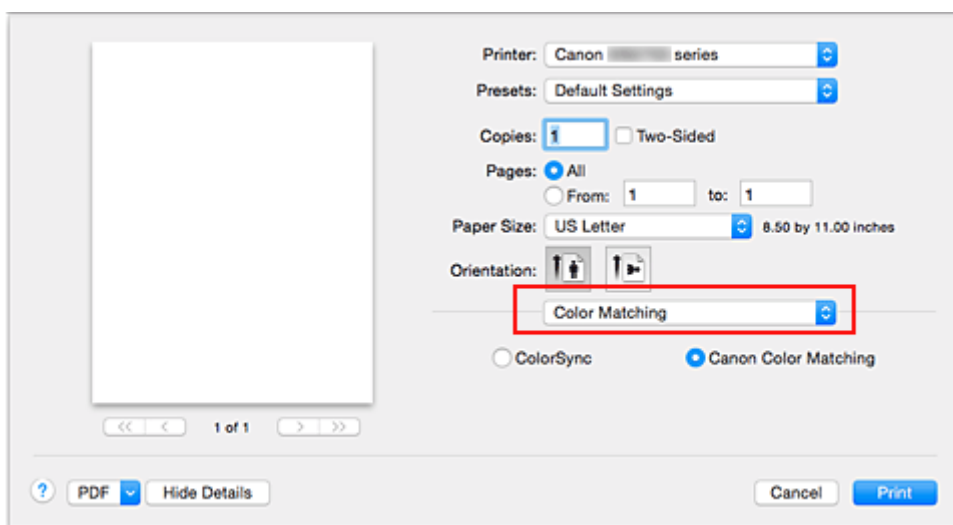 Printer: Canon series
Presets: Default Settings
Copies: 1 Two-Sided
Pages: All
From: 1 to: 1
Paper Size: US Letter 8.50 by 11.00 inches
Orientation:
Color Matching
ColorSync Canon Color Matching
<< < 1 of 1 > >>
? PDF Hide Details Cancel Print